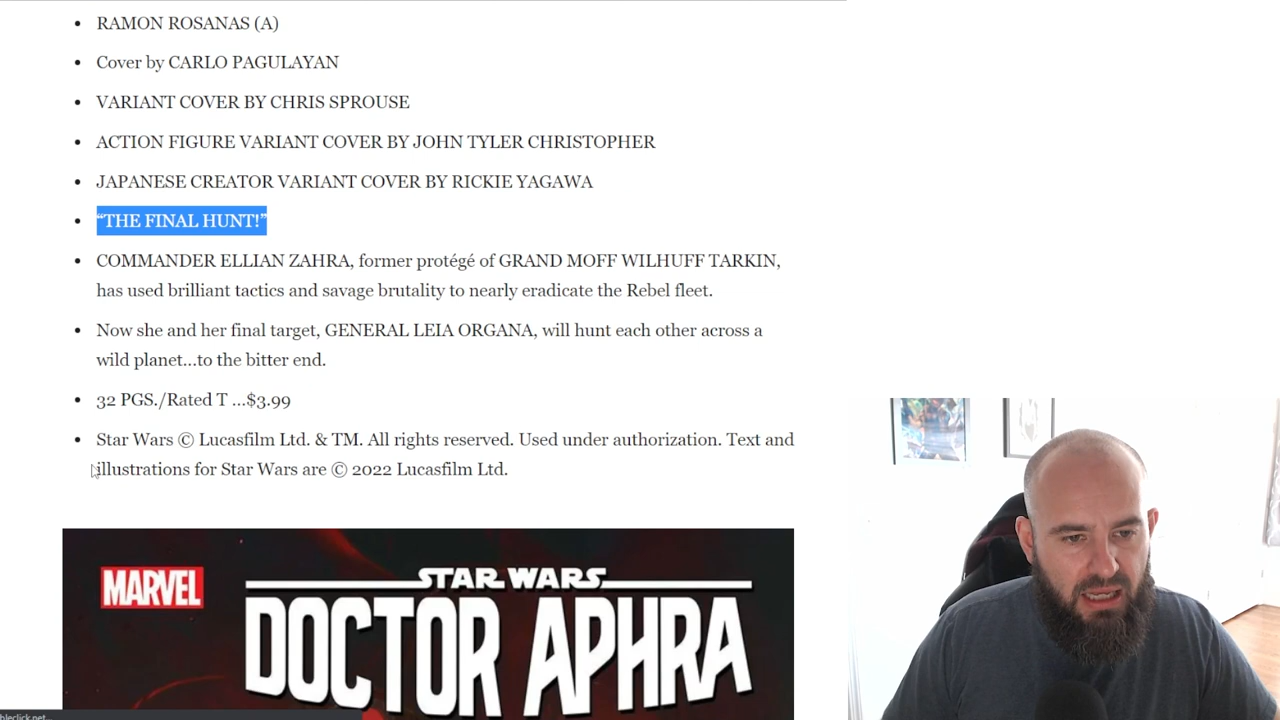 RAMON ROSANAS (A)
Cover by CARLO PAGULAYAN
VARIANT COVER BY CHRIS SPROUSE
ACTION FIGURE VARIANT COVER BY JOHN TYLER CHRISTOPHER
JAPANESE CREATOR VARIANT COVER BY RICKIE YAGAWA
“THE FINAL HUNT!”
COMMANDER ELLIAN ZAHRA, former protégé of GRAND MOFF WILHUFF TARKIN,
has used brilliant tactics and savage brutality to nearly eradicate the Rebel fleet.
Now she and her final target, GENERAL LEIA ORGANA, will hunt each other across a
wild planet…to the bitter end.
32 PGS./Rated T …$3.99
Star Wars © Lucasfilm Ltd. & TM. All rights reserved. Used under authorization. Text and
illustrations for Star Wars are © 2022 Lucasfilm Ltd.
MARVEL
STAR WARS
DOCTOR APHRA